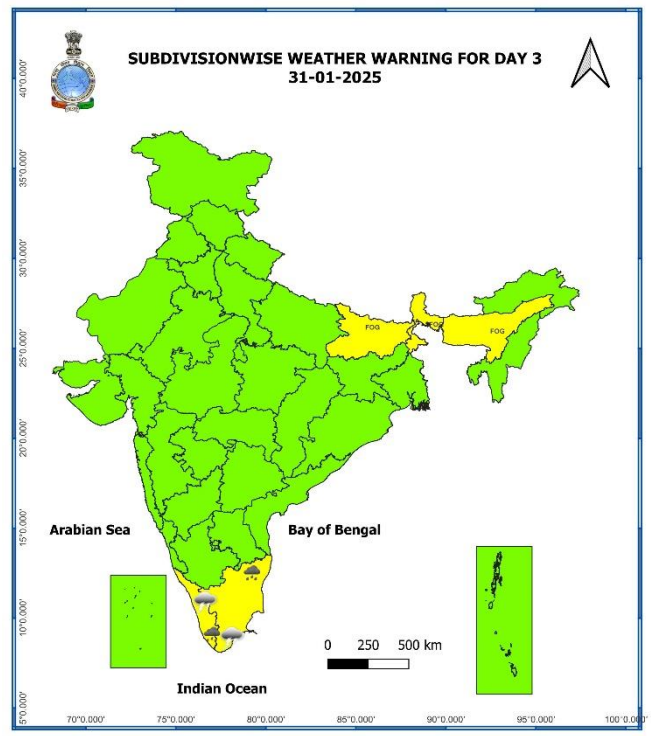 SUBDIVISIONWISE WEATHER WARNING FOR DAY 3
31-01-2025
40°0.000'
35°0.000'
30°0.000'
25°0.000'
20°0.000'
15°0.000'
10°0.000'
5°0.000'
FOG
FOG
FOG
Arabian Sea
Bay of Bengal
0 250 500 km
Indian Ocean
70°0.000' 75°0.000' 80°0.000' 85°0.000' 90°0.000' 95°0.000' 100°0.000'